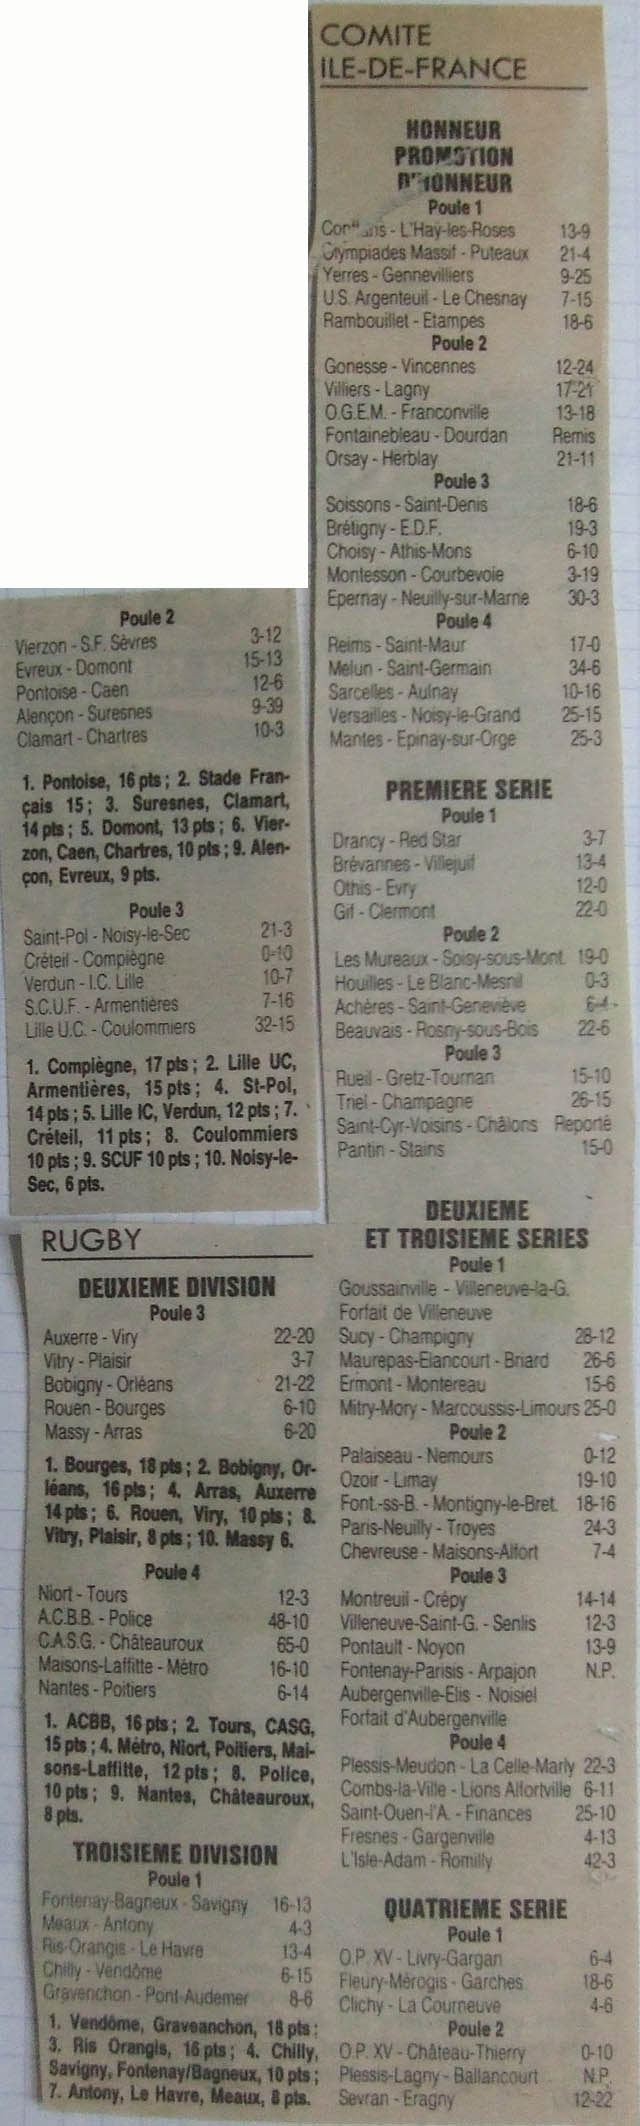 COMITE
ILE-DE-FRANCE
HONNEUR
PROMOTION
D'HONNEUR
Poule 1
L'Hay-les-Roses 13-9
Olympiades Massif - Puteaux 21-4
Yerres - Gennevilliers 9-25
U.S. Argenteuil - Le Chesnay 7-15
Rambouillet - Etampes 18-6
Poule 2
Gonesse - Vincennes 12-24
Villiers - Lagny 17-21
O.G.E.M. - Franconville 13-18
Fontainebleau - Dourdan Remis
Orsay - Herblay 21-11
Poule 3
Soissons - Saint-Denis 18-6
Brétigny - E.D.F. 19-3
Choisy - Athis-Mons 6-10
Montesson - Courbevoie 3-19
Epernay - Neuilly-sur-Marne 30-3
Poule 4
Reims - Saint-Maur 17-0
Melun - Saint-Germain 34-6
Sarcelles - Aulnay 10-16
Versailles - Noisy-le-Grand 25-15
Mantes - Epinay-sur-Orge 25-3
PREMIERE SERIE
Poule 1
Drancy - Red Star 3-7
Brévannes - Villejuif 13-4
Othis - Evry 12-0
Gif - Clermont 22-0
Poule 2
Les Mureaux - Soisy-sous-Mont. 19-0
Houilles - Le Blanc-Mesnil 0-3
Achères - Saint-Geneviève 6-4
Beauvais - Rosny-sous-Bois 22-6
Poule 3
Rueil - Gretz-Tournan 15-10
Triel - Champagne 26-15
Saint-Cyr-Voisins - Châlons Reporté
Pantin - Stains 15-0
DEUXIEME
ET TROISIEME SERIES
Poule 1
Goussainville - Villeneuve-la-G.
Forfait de Villeneuve
Sucy - Champigny 28-12
Maurepas-Elancourt - Briard 26-6
Ermont - Montereau 15-6
Mitry-Mory - Marcoussis-Limours 25-0
Poule 2
Palaiseau - Nemours 0-12
Ozoir - Limay 19-10
Font.-ss-B. - Montigny-le-Bret. 18-16
Paris-Neuilly - Troyes 24-3
Chevreuse - Maisons-Alfort 7-4
Poule 3
Montreuil - Crépy 14-14
Villeneuve-Saint-G. - Senlis 12-3
Pontault - Noyon 13-9
Fontenay-Parisis - Arpajon N.P.
Aubergenville-Elis - Noisiel
Forfait d'Aubergenville
Poule 4
Plessis-Meudon - La Celle-Marly 22-3
Combs-la-Ville - Lions Alfortville 6-11
Saint-Ouen-l'A. - Finances 25-10
Fresnes - Gargenville 4-13
L'Isle-Adam - Romilly 42-3
QUATRIEME SERIE
Poule 1
O.P. XV - Livry-Gargan 6-4
Fleury-Mérogis - Garches 18-6
Clichy - La Courneuve 4-6
Poule 2
O.P. XV - Château-Thierry 0-10
Plessis-Lagny - Ballancourt N.P.
Sevran - Eragny 12-22
Poule 2
Vierzon - S.F. Sèvres 3-12
Evreux - Domont 15-13
Pontoise - Caen 12-6
Alençon - Suresnes 9-39
Clamart - Chartres 10-3
1. Pontoise, 16 pts ; 2. Stade Fran-
çais 15 ; 3. Suresnes, Clamart,
14 pts ; 5. Domont, 13 pts ; 6. Vier-
zon, Caen, Chartres, 10 pts ; 9. Alen-
çon, Evreux, 9 pts.
Poule 3
Saint-Pol - Noisy-le-Sec 21-3
Créteil - Compiègne 0-10
Verdun - I.C. Lille 10-7
S.C.U.F. - Armentières 7-16
Lille U.C. - Coulommiers 32-15
1. Compiègne, 17 pts ; 2. Lille UC,
Armentières, 15 pts ; 4. St-Pol,
14 pts ; 5. Lille IC, Verdun, 12 pts ; 7.
Créteil, 11 pts ; 8. Coulommiers
10 pts ; 9. SCUF 10 pts ; 10. Noisy-le-
Sec, 6 pts.
RUGBY
DEUXIEME DIVISION
Poule 3
Auxerre - Viry 22-20
Vitry - Plaisir 3-7
Bobigny - Orléans 21-22
Rouen - Bourges 6-10
Massy - Arras 6-20
1. Bourges, 18 pts ; 2. Bobigny, Or-
léans, 16 pts ; 4. Arras, Auxerre
14 pts ; 6. Rouen, Viry, 10 pts ; 8.
Vitry, Plaisir, 8 pts ; 10. Massy 6.
Poule 4
Niort - Tours 12-3
A.C.B.B. - Police 48-10
C.A.S.G. - Châteauroux 65-0
Maisons-Laffitte - Métro 16-10
Nantes - Poitiers 6-14
1. ACBB, 16 pts ; 2. Tours, CASG,
15 pts ; 4. Métro, Niort, Poitiers, Mai-
sons-Laffitte, 12 pts ; 8. Police,
10 pts ; 9. Nantes, Châteauroux,
8 pts.
TROISIEME DIVISION
Poule 1
Fontenay-Bagneux - Savigny 16-13
Meaux - Antony 4-3
Ris-Orangis - Le Havre 13-4
Chilly - Vendôme 6-15
Gravenchon - Pont-Audemer 8-6
1. Vendôme, Graveanchon, 18 pts ;
3. Ris Orangis, 16 pts ; 4. Chilly,
Savigny, Fontenay/Bagneux, 10 pts ;
7. Antony, Le Havre, Meaux, 8 pts.